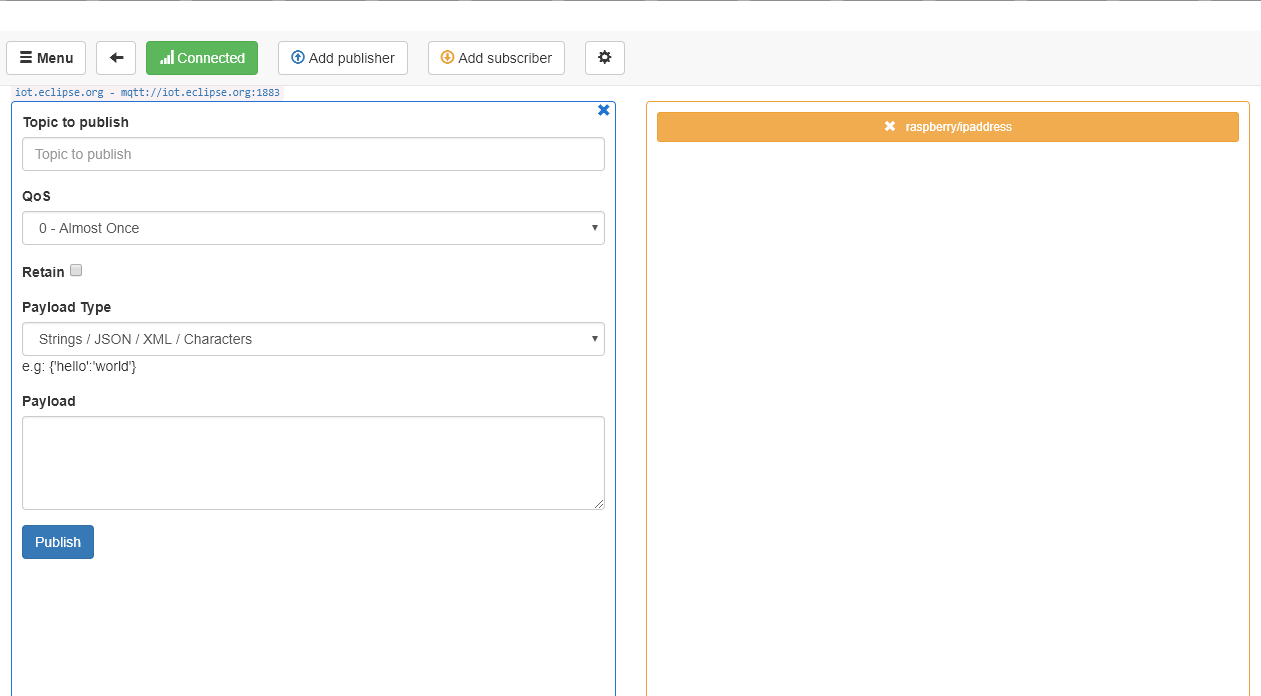 Menu Connected Add publisher Add subscriber
iot.eclipse.org - mqtt://iot.eclipse.org:1883
Topic to publish
Topic to publish
QoS
0 - Almost Once
Retain
Payload Type
Strings / JSON / XML / Characters
e.g: {'hello':'world'}
Payload
Publish
raspberry/ipaddress